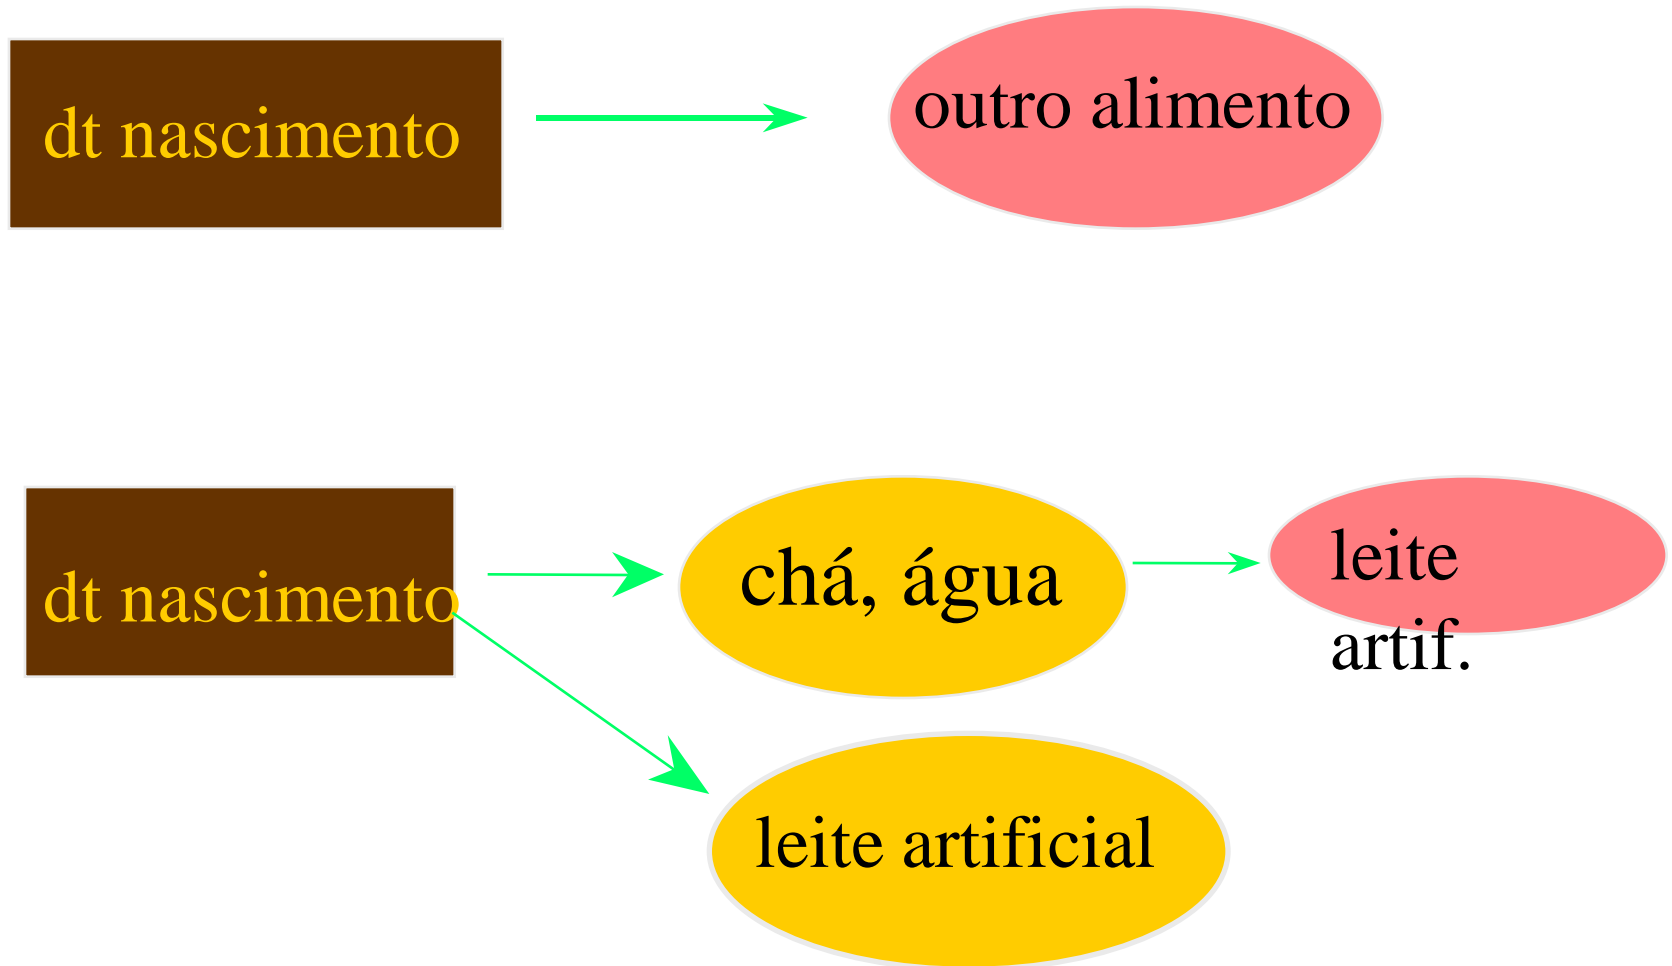 dt nascimento
outro alimento
dt nascimento
chá, água
leite
artif.
leite artificial